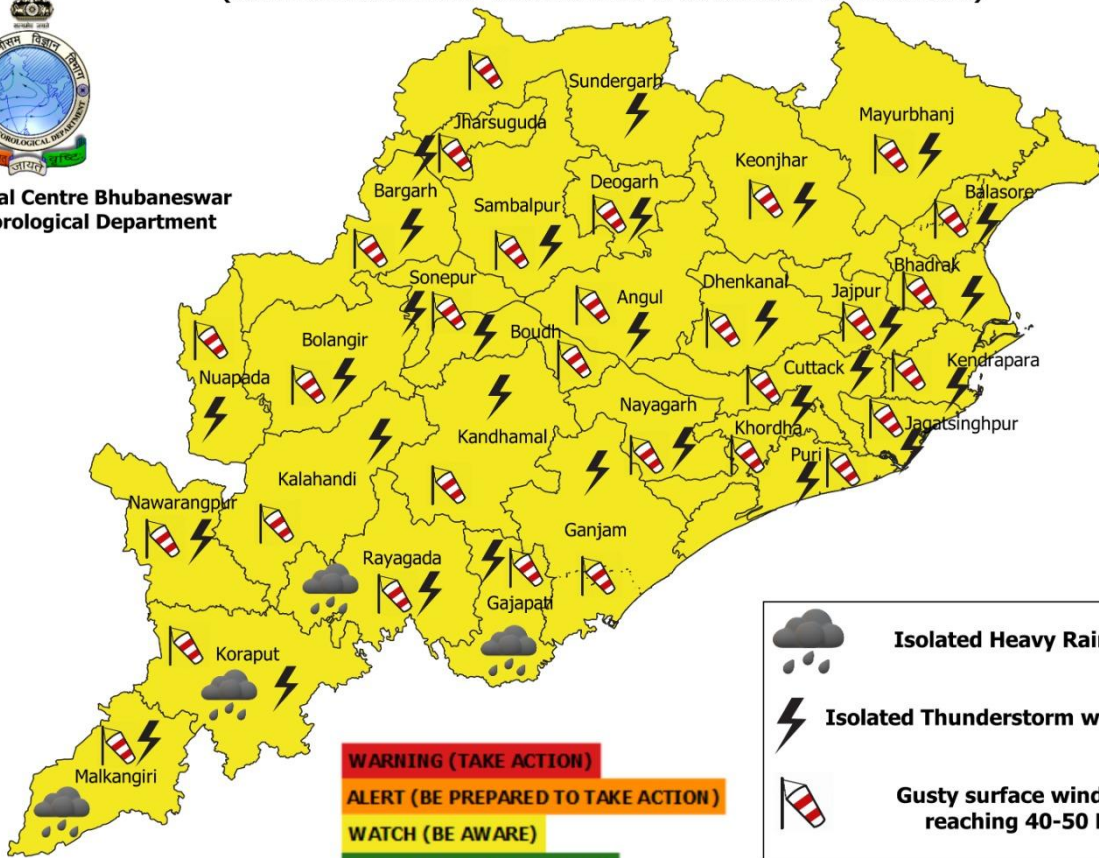 मौसम विज्ञान विभाग
जायते
al Centre Bhubaneswar
orological Department
Sundergarh
Jharsuguda
Mayurbhanj
Keonjhar
Deogarh
Bargarh
Sambalpur
Balasore
Bhadrak
Sonepur
Angul
Dhenkanal
Jajpur
Bolangir
Boudh
Cuttack
Kendrapara
Nuapada
Nayagarh
Khordha
Jagatsinghpur
Kandhamal
Puri
Kalahandi
Nawarangpur
Ganjam
Rayagada
Gajapati
Koraput
Malkangiri
Isolated Heavy Rai
Isolated Thunderstorm w
Gusty surface wind
reaching 40-50
WARNING (TAKE ACTION)
ALERT (BE PREPARED TO TAKE ACTION)
WATCH (BE AWARE)